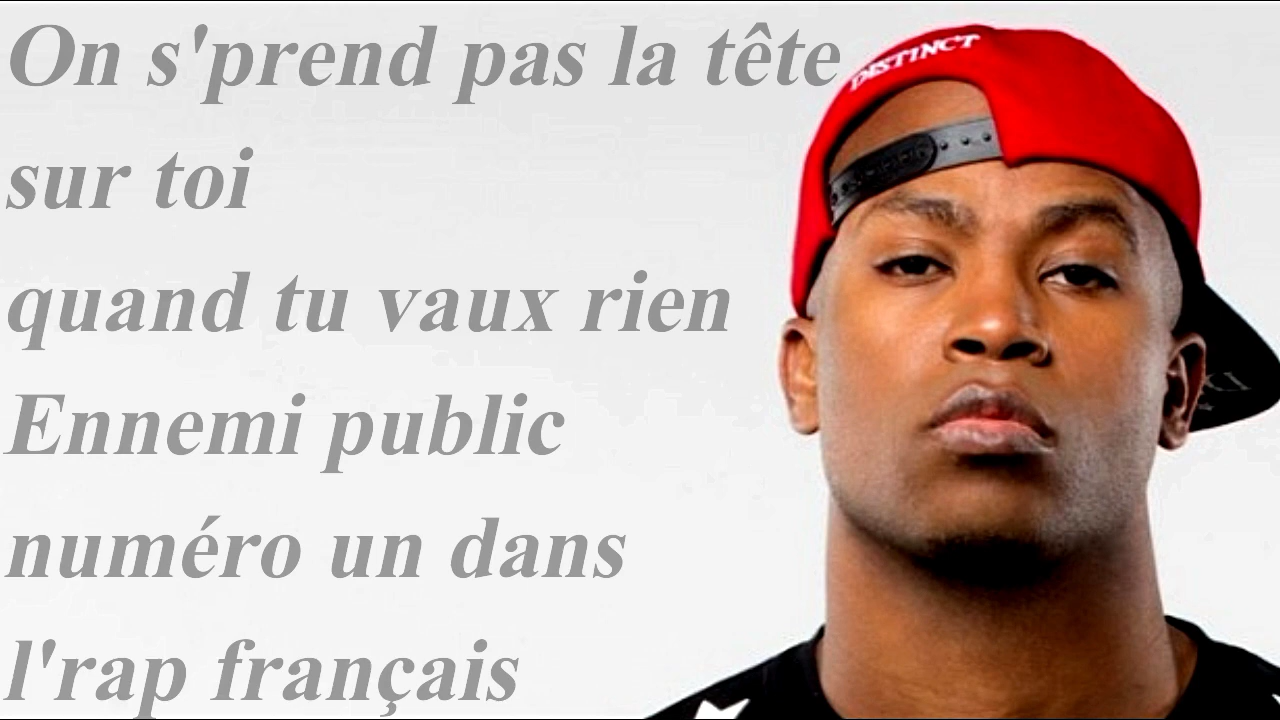 On s'prend pas la tête
sur toi
quand tu vaux rien
Ennemi public
numéro un dans
l'rap français
DISTINCT